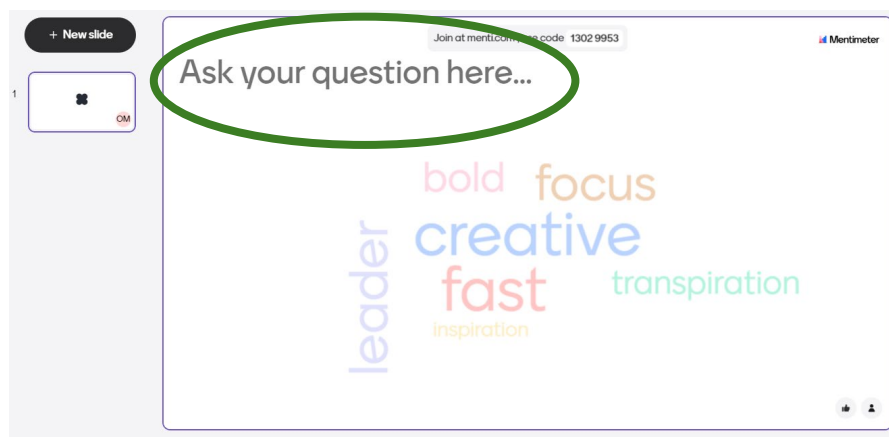 + New slide
Join at menti.com use code 1302 9953
Mentimeter
Ask your question here...
1
OM
bold
focus
creative
leader
fast
transpiration
inspiration